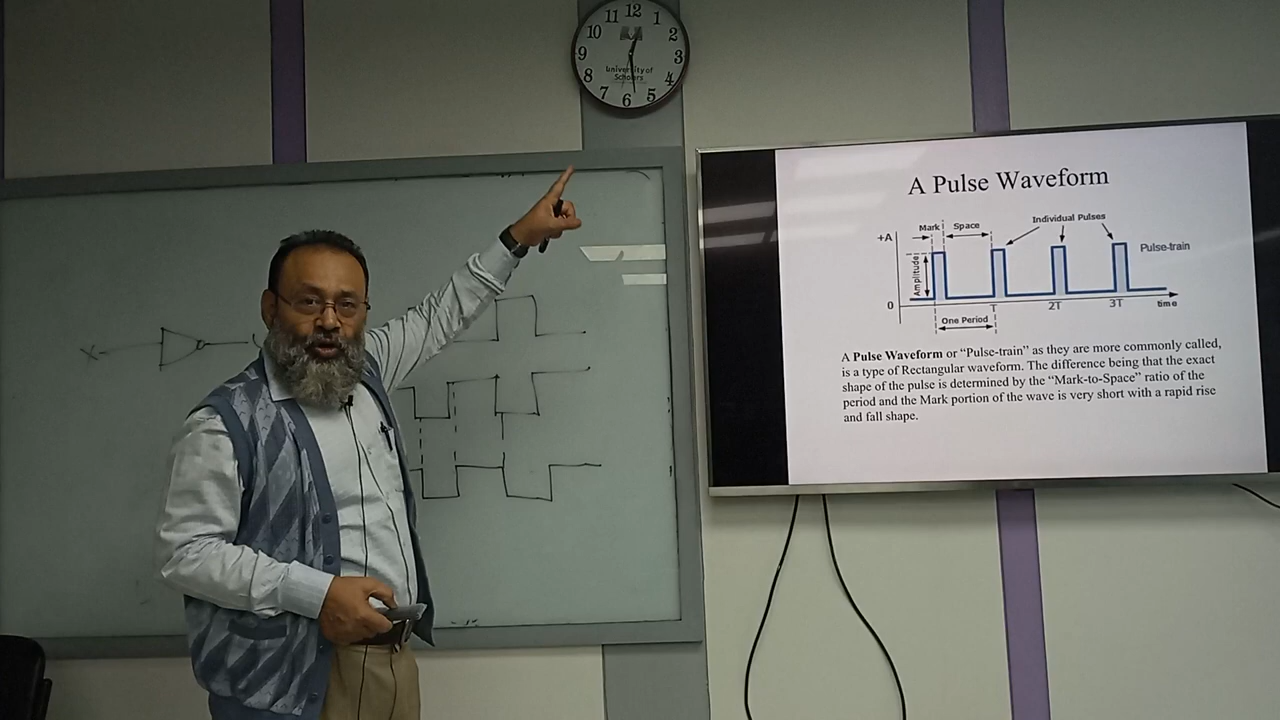 12
11
1
10
2
9
3
University of
Scholars
8
4
7
5
6
X
A Pulse Waveform
Individual Pulses
Mark
Space
+A
Pulse-train
Amplitude
0
T
2T
3T
time
One Period
A Pulse Waveform or “Pulse-train” as they are more commonly called,
is a type of Rectangular waveform. The difference being that the exact
shape of the pulse is determined by the “Mark-to-Space” ratio of the
period and the Mark portion of the wave is very short with a rapid rise
and fall shape.